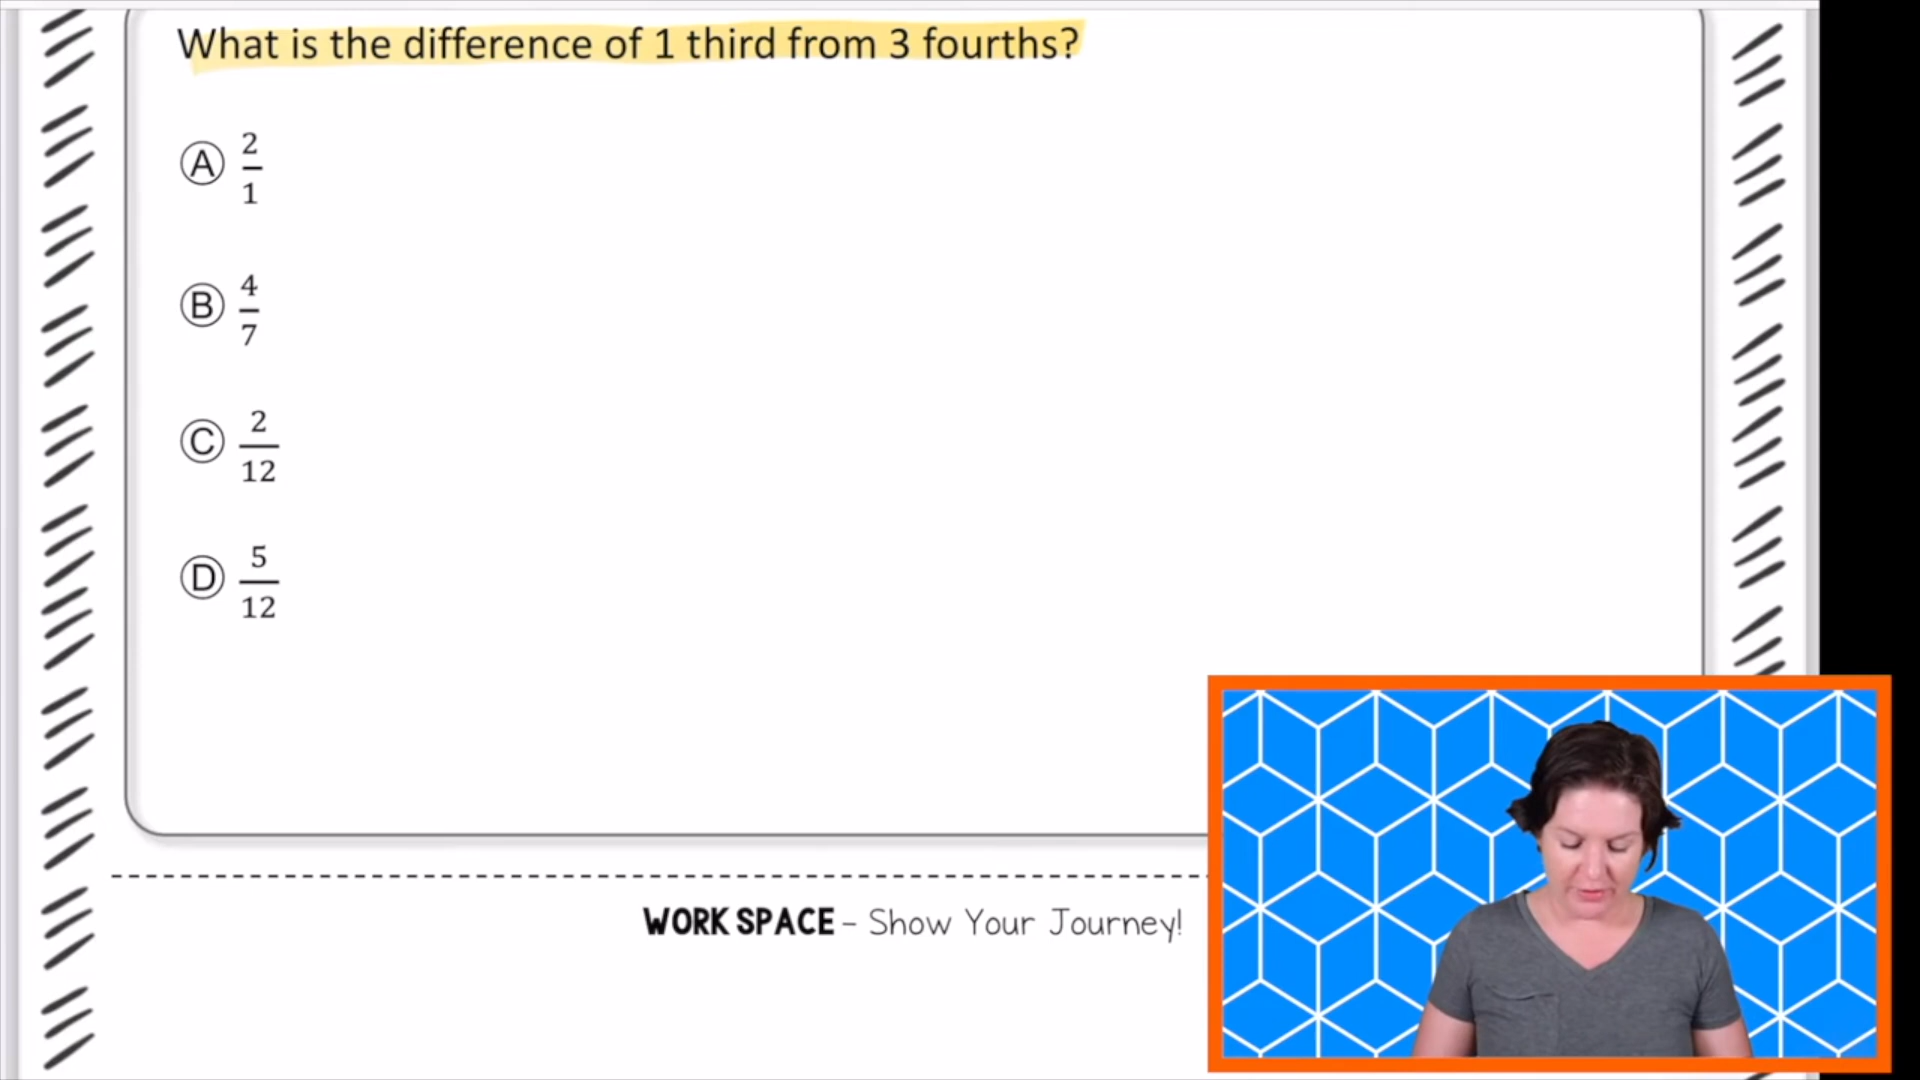 What is the difference of 1 third from 3 fourths?
Ⓐ 2/1
Ⓑ 4/7
Ⓒ 2/12
Ⓓ 5/12
WORK SPACE – Show Your Journey!